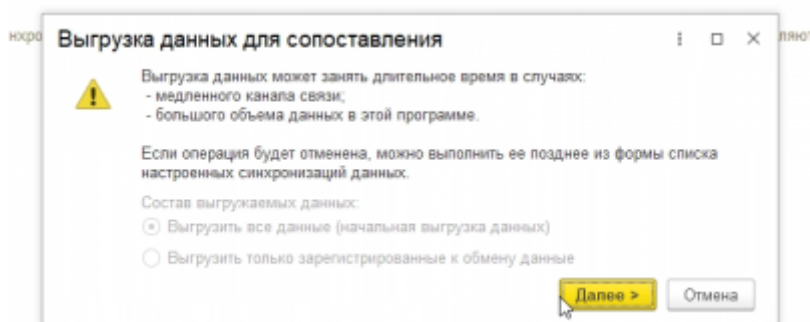 Выгрузка данных для сопоставления
Выгрузка данных может занять длительное время в случаях:
- медленного канала связи;
- большого объема данных в этой программе.
Если операция будет отменена, можно выполнить ее позднее из формы списка
настроенных синхронизаций данных.
Состав выгружаемых данных:
Выгрузить все данные (начальная выгрузка данных)
Выгрузить только зарегистрированные к обмену данные
Далее >
Отмена